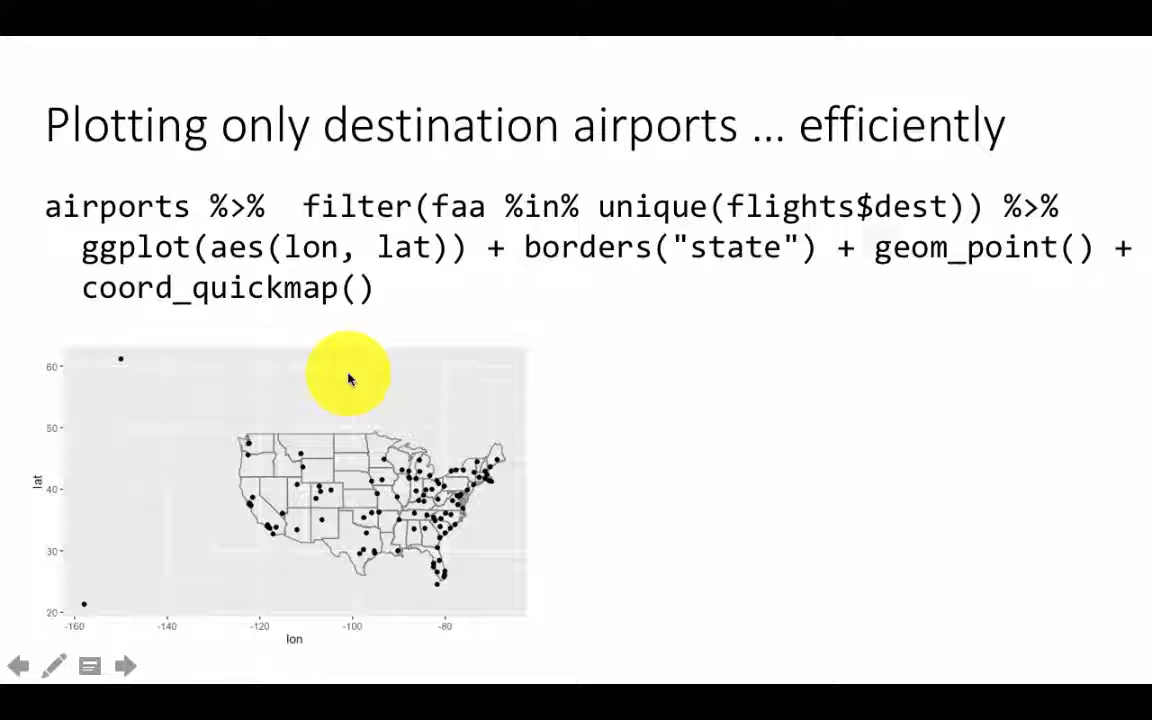 Plotting only destination airports ... efficiently
airports %>%  filter(faa %in% unique(flights$dest)) %>%
ggplot(aes(lon, lat)) + borders("state") + geom_point() +
coord_quickmap()
60
50
40
30
20
lat
-160 -140 -120 -100 -80
lon